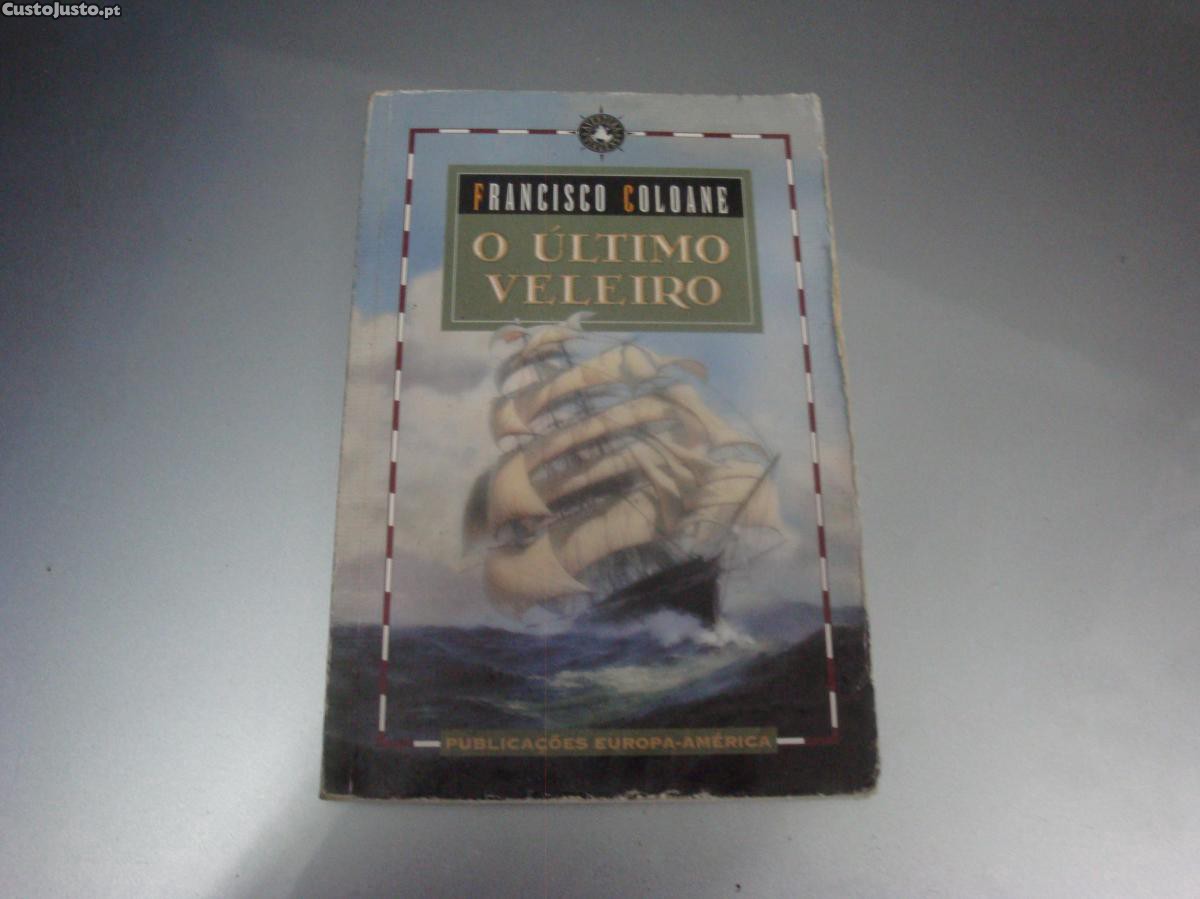 CustoJusto.pt
FRANCISCO COLOANE
O ÚLTIMO
VELEIRO
PUBLICAÇÕES EUROPA-AMÉRICA